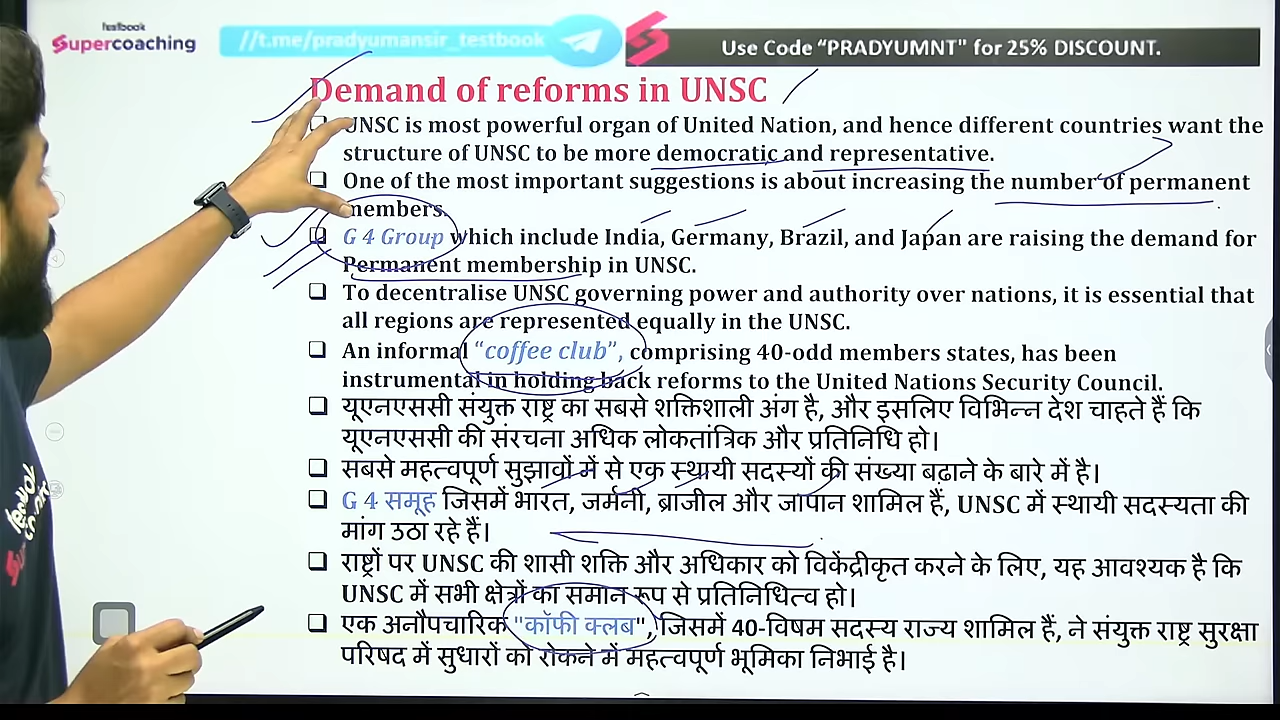 testbook
Supercoaching
//t.me/pradyumansir_testbook
Use Code “PRADYUMNT" for 25% DISCOUNT.
Demand of reforms in UNSC
UNSC is most powerful organ of United Nation, and hence different countries want the
structure of UNSC to be more democratic and representative.
One of the most important suggestions is about increasing the number of permanent
members.
G 4 Group which include India, Germany, Brazil, and Japan are raising the demand for
Permanent membership in UNSC.
To decentralise UNSC governing power and authority over nations, it is essential that
all regions are represented equally in the UNSC.
An informal “coffee club”, comprising 40-odd members states, has been
instrumental in holding back reforms to the United Nations Security Council.
यूएनएससी संयुक्त राष्ट्र का सबसे शक्तिशाली अंग है, और इसलिए विभिन्न देश चाहते हैं कि
यूएनएससी की संरचना अधिक लोकतांत्रिक और प्रतिनिधि हो।
सबसे महत्वपूर्ण सुझावों में से एक स्थायी सदस्यों की संख्या बढ़ाने के बारे में है।
G 4 समूह जिसमें भारत, जर्मनी, ब्राजील और जापान शामिल हैं, UNSC में स्थायी सदस्यता की
मांग उठा रहे हैं।
राष्ट्रों पर UNSC की शासी शक्ति और अधिकार को विकेंद्रीकृत करने के लिए, यह आवश्यक है कि
UNSC में सभी क्षेत्रों का समान रूप से प्रतिनिधित्व हो।
एक अनौपचारिक "कॉफी क्लब", जिसमें 40-विषम सदस्य राज्य शामिल हैं, ने संयुक्त राष्ट्र सुरक्षा
परिषद में सुधारों को रोकने में महत्वपूर्ण भूमिका निभाई है।